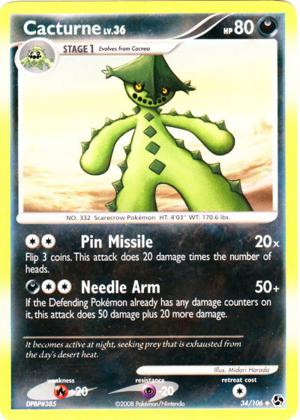 Cacturne LV.36 HP 80
STAGE 1 Evolves from Cacnea
NO. 332 Scarecrow Pokémon HT: 4'03" WT: 170.6 lbs.
Pin Missile 20x
Flip 3 coins. This attack does 20 damage times the number of
heads.
Needle Arm 50+
If the Defending Pokémon already has any damage counters on
it, this attack does 50 damage plus 20 more damage.
It becomes active at night, seeking prey that is exhausted from
the day's desert heat.
Illus. Midori Harada
weakness resistance retreat cost
+20 -20
DPBP#385 ©2008 Pokémon/Nintendo 34/106